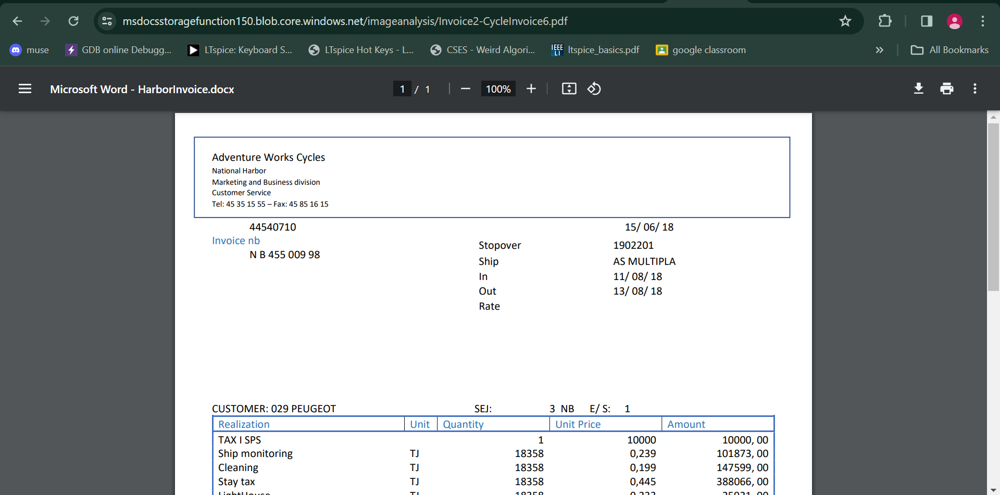 msdocsstoragefunction150.blob.core.windows.net/imageanalysis/Invoice2-CycleInvoice6.pdf
muse GDB online Debugg... LTspice: Keyboard S... LTspice Hot Keys - L... CSES - Weird Algori... IEEE LI ltspice_basics.pdf google classroom » All Bookmarks
Microsoft Word - HarborInvoice.docx 1 / 1 100%
Adventure Works Cycles
National Harbor
Marketing and Business division
Customer Service
Tel: 45 35 15 55 – Fax: 45 85 16 15
44540710 15/ 06/ 18
Invoice nb
Stopover 1902201
N B 455 009 98
Ship AS MULTIPLA
In 11/ 08/ 18
Out 13/ 08/ 18
Rate
CUSTOMER: 029 PEUGEOT SEJ: 3 NB E/ S: 1
Realization Unit Quantity Unit Price Amount
TAX I SPS 1 10000 10000, 00
Ship monitoring TJ 18358 0,239 101873, 00
Cleaning TJ 18358 0,199 147599, 00
Stay tax TJ 18358 0,445 388066, 00
LightHouse TJ 18358